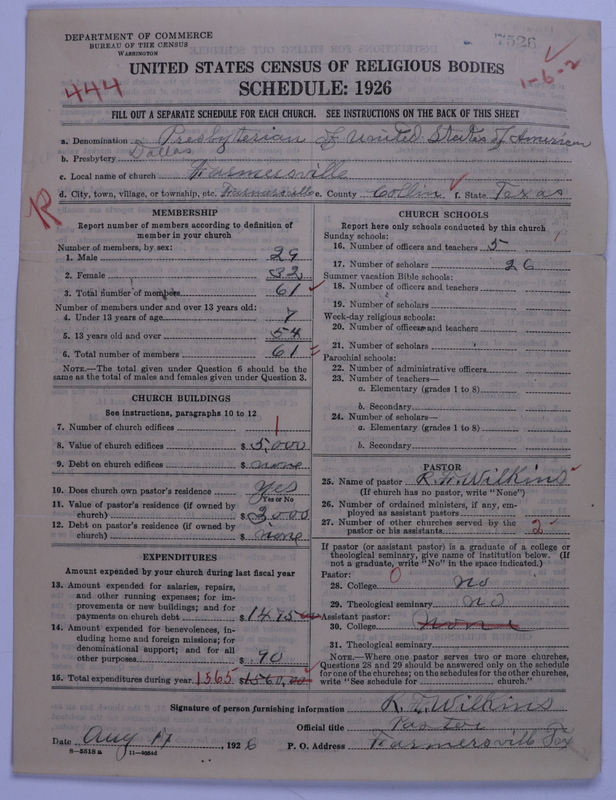 DEPARTMENT OF COMMERCE
BUREAU OF THE CENSUS
WASHINGTON
7526
1-6-2
444
UNITED STATES CENSUS OF RELIGIOUS BODIES
SCHEDULE: 1926
FILL OUT A SEPARATE SCHEDULE FOR EACH CHURCH. SEE INSTRUCTIONS ON THE BACK OF THIS SHEET
a. Denomination Presbyterian of United States of American
b. Presbytery Dallas
c. Local name of church Farmersville
d. City, town, village, or township, etc. Farmersville e. County Collin f. State Texas
R
MEMBERSHIP
Report number of members according to definition of
member in your church
Number of members, by sex:
1. Male 29
2. Female 32
3. Total number of members 61
Number of members under and over 13 years old:
4. Under 13 years of age 7
5. 13 years old and over 54
6. Total number of members 61
NOTE.—The total given under Question 6 should be
same as the total of males and females given under Question 3.
CHURCH BUILDINGS
See instructions, paragraphs 10 to 12
7. Number of church edifices 1
8. Value of church edifices $ 5,000
9. Debt on church edifices $ none
10. Does church own pastor's residence Yes
Yes or No
11. Value of pastor's residence (if owned by
church) $ 2000
12. Debt on pastor's residence (if owned by
church) $ none
EXPENDITURES
Amount expended by your church during last fiscal year
13. Amount expended for salaries, repairs,
and other running expenses; for im-
provements or new buildings; and for
payments on church debt $ 1475 00
14. Amount expended for benevolences, in-
cluding home and foreign missions; for
denominational support; and for all
other purposes $ 90
15. Total expenditures during year 1565 $ 1560.00
CHURCH SCHOOLS
Report here only schools conducted by this church
Sunday schools:
16. Number of officers and teachers 5
17. Number of scholars 26
Summer vacation Bible schools:
18. Number of officers and teachers
19. Number of scholars
Week-day religious schools:
20. Number of officers and teachers
21. Number of scholars
Parochial schools:
22. Number of administrative officers
23. Number of teachers—
a. Elementary (grades 1 to 8)
b. Secondary
24. Number of scholars—
a. Elementary (grades 1 to 8)
b. Secondary
PASTOR
25. Name of pastor R. H. Wilkins
(If church has no pastor, write "None")
26. Number of ordained ministers, if any, em-
ployed as assistant pastors
27. Number of other churches served by the
pastor or his assistants 2
If pastor (or assistant pastor) is a graduate of a college or
theological seminary, give name of institution below. (If
not a graduate, write "No" in the space indicated.)
Pastor: 0
28. College no
29. Theological seminary no
Assistant pastor:
30. College none
31. Theological seminary
NOTE.—Where one pastor serves two or more churches,
Questions 28 and 29 should be answered only on the schedule
for one of the churches; on the schedules for the other churches,
write "See schedule for church."
Signature of person furnishing information R. H. Wilkins
Official title Pastor
Date Aug 17, 1926 P. O. Address Farmersville Tex
8—5318 a